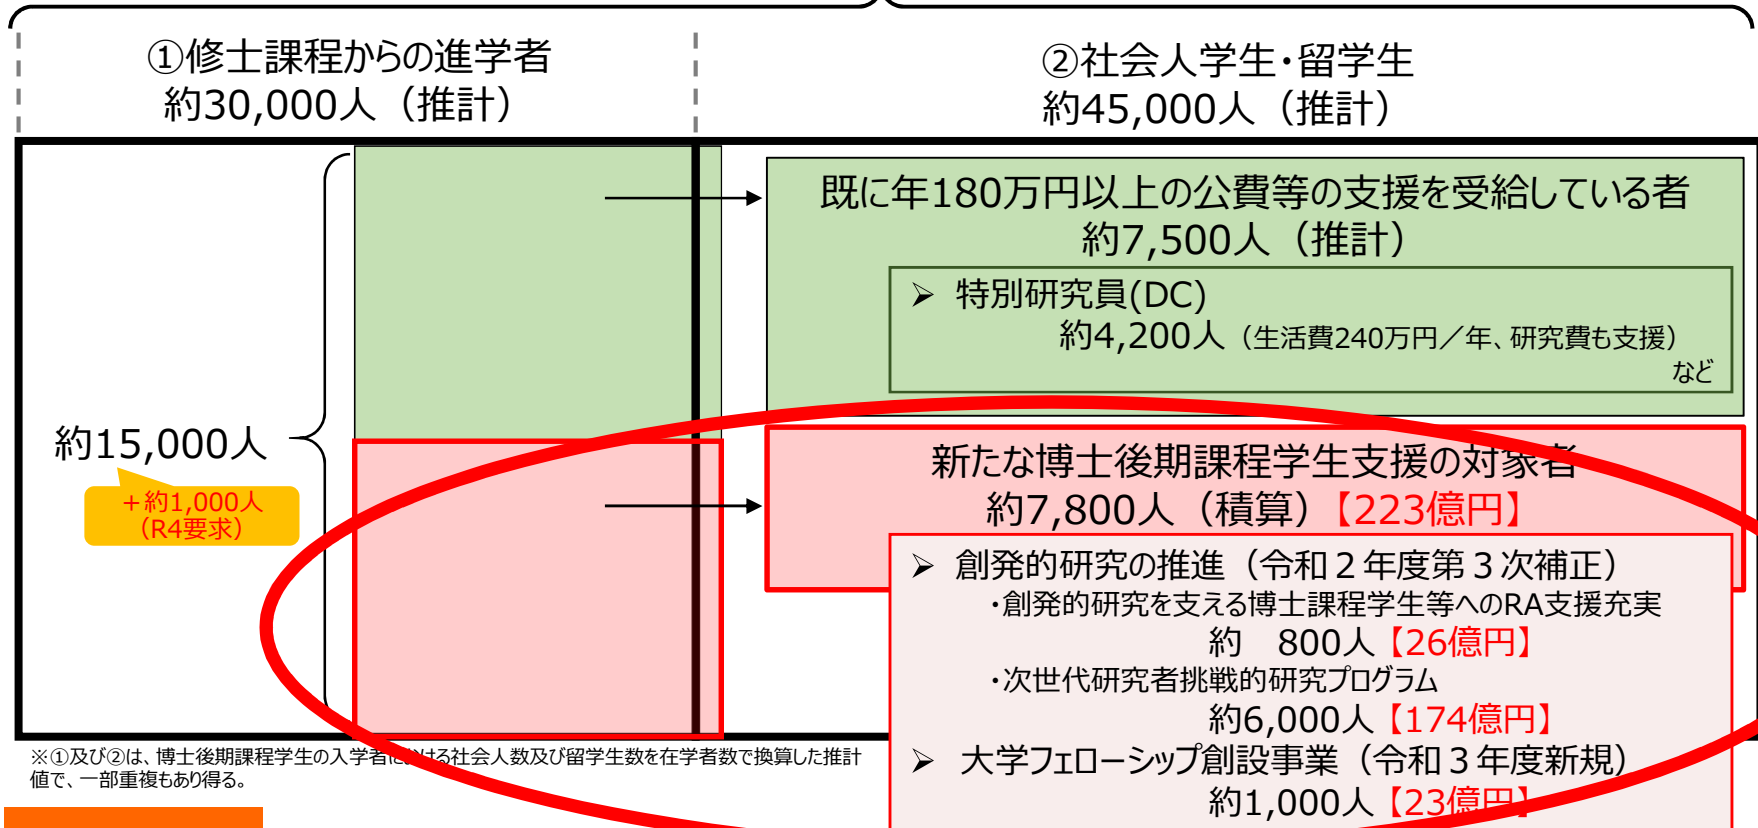 ①修士課程からの進学者
約30,000人（推計）
②社会人学生・留学生
約45,000人（推計）
既に年180万円以上の公費等の支援を受給している者
約7,500人（推計）
➢ 特別研究員(DC)
約4,200人（生活費240万円／年、研究費も支援）
など
約15,000人
＋約1,000人
（R4要求）
新たな博士後期課程学生支援の対象者
約7,800人（積算）【223億円】
➢ 創発的研究の推進（令和２年度第３次補正）
・創発的研究を支える博士課程学生等へのRA支援充実
約　800人【26億円】
・次世代研究者挑戦的研究プログラム
約6,000人【174億円】
➢ 大学フェローシップ創設事業（令和３年度新規）
約1,000人【23億円】
※①及び②は、博士後期課程学生の入学者における社会人数及び留学生数を在学者数で換算した推計
値で、一部重複もあり得る。